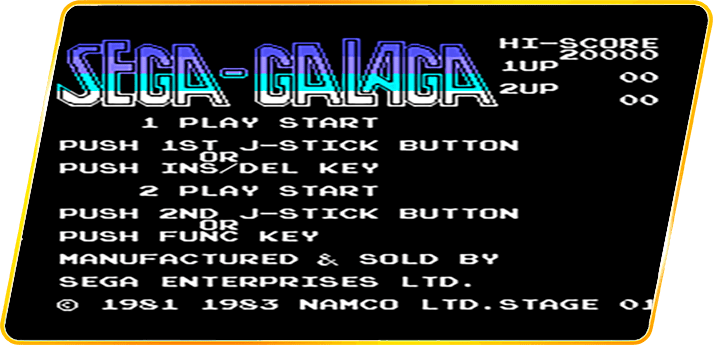 SEGA-GALAGA
HI-SCORE
20000
1UP
00
2UP
00
1 PLAY START
PUSH 1ST J-STICK BUTTON
OR
PUSH INS/DEL KEY
2 PLAY START
PUSH 2ND J-STICK BUTTON
OR
PUSH FUNC KEY
MANUFACTURED & SOLD BY
SEGA ENTERPRISES LTD.
© 1981 1983 NAMCO LTD.STAGE 01